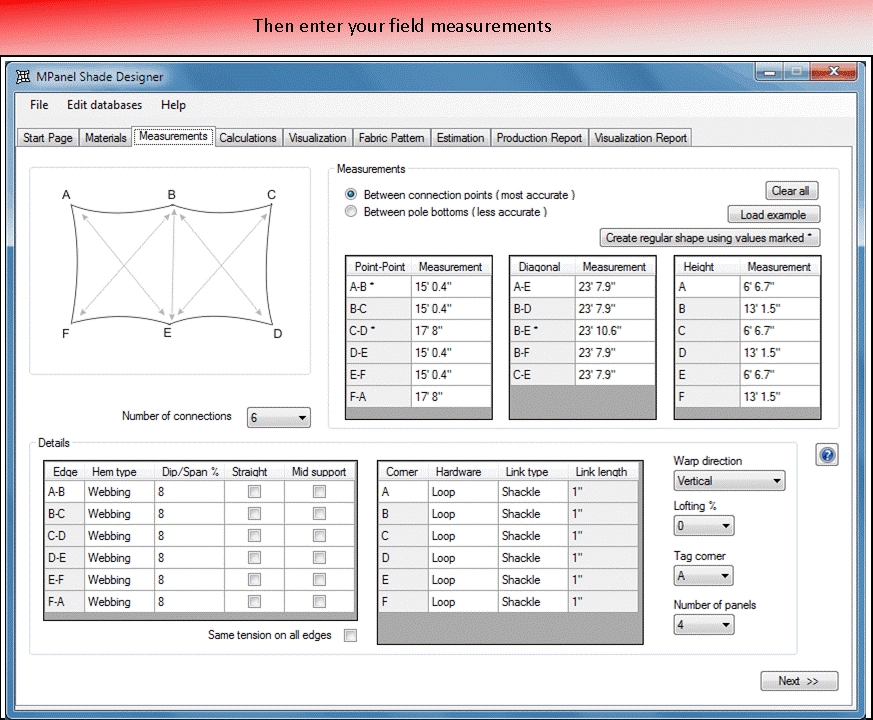 Then enter your field measurements
MPanel Shade Designer
File Edit databases Help
Start Page Materials Measurements Calculations Visualization Fabric Pattern Estimation Production Report Visualization Report
A B C
F E D
Number of connections 6
Measurements
Between connection points ( most accurate )
Between pole bottoms ( less accurate )
Clear all
Load example
Create regular shape using values marked *
Point-Point Measurement
A-B * 15' 0.4"
B-C 15' 0.4"
C-D * 17' 8"
D-E 15' 0.4"
E-F 15' 0.4"
F-A 17' 8"
Diagonal Measurement
A-E 23' 7.9"
B-D 23' 7.9"
B-E * 23' 10.6"
B-F 23' 7.9"
C-E 23' 7.9"
Height Measurement
A 6' 6.7"
B 13' 1.5"
C 6' 6.7"
D 13' 1.5"
E 6' 6.7"
F 13' 1.5"
Details
Edge Hem type Dip/Span % Straight Mid support
A-B Webbing 8
B-C Webbing 8
C-D Webbing 8
D-E Webbing 8
E-F Webbing 8
F-A Webbing 8
Same tension on all edges
Corner Hardware Link type Link length
A Loop Shackle 1"
B Loop Shackle 1"
C Loop Shackle 1"
D Loop Shackle 1"
E Loop Shackle 1"
F Loop Shackle 1"
Warp direction
Vertical
Lofting %
0
Tag corner
A
Number of panels
4
?
Next >>